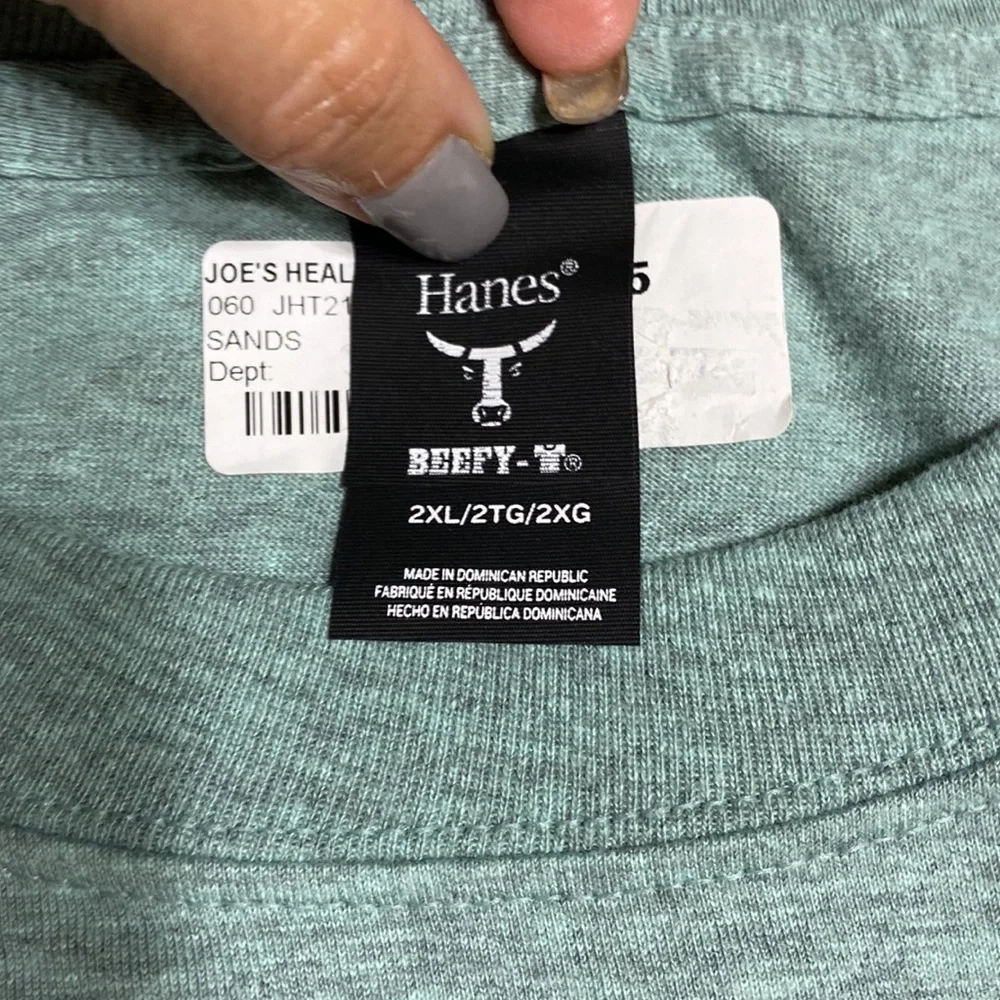 JOE'S HEAL
060 JHT21
SANDS
Dept:
5
Hanes®
BEEFY-T®
2XL/2TG/2XG
MADE IN DOMINICAN REPUBLIC
FABRIQUÉ EN RÉPUBLIQUE DOMINICAINE
HECHO EN REPÚBLICA DOMINICANA